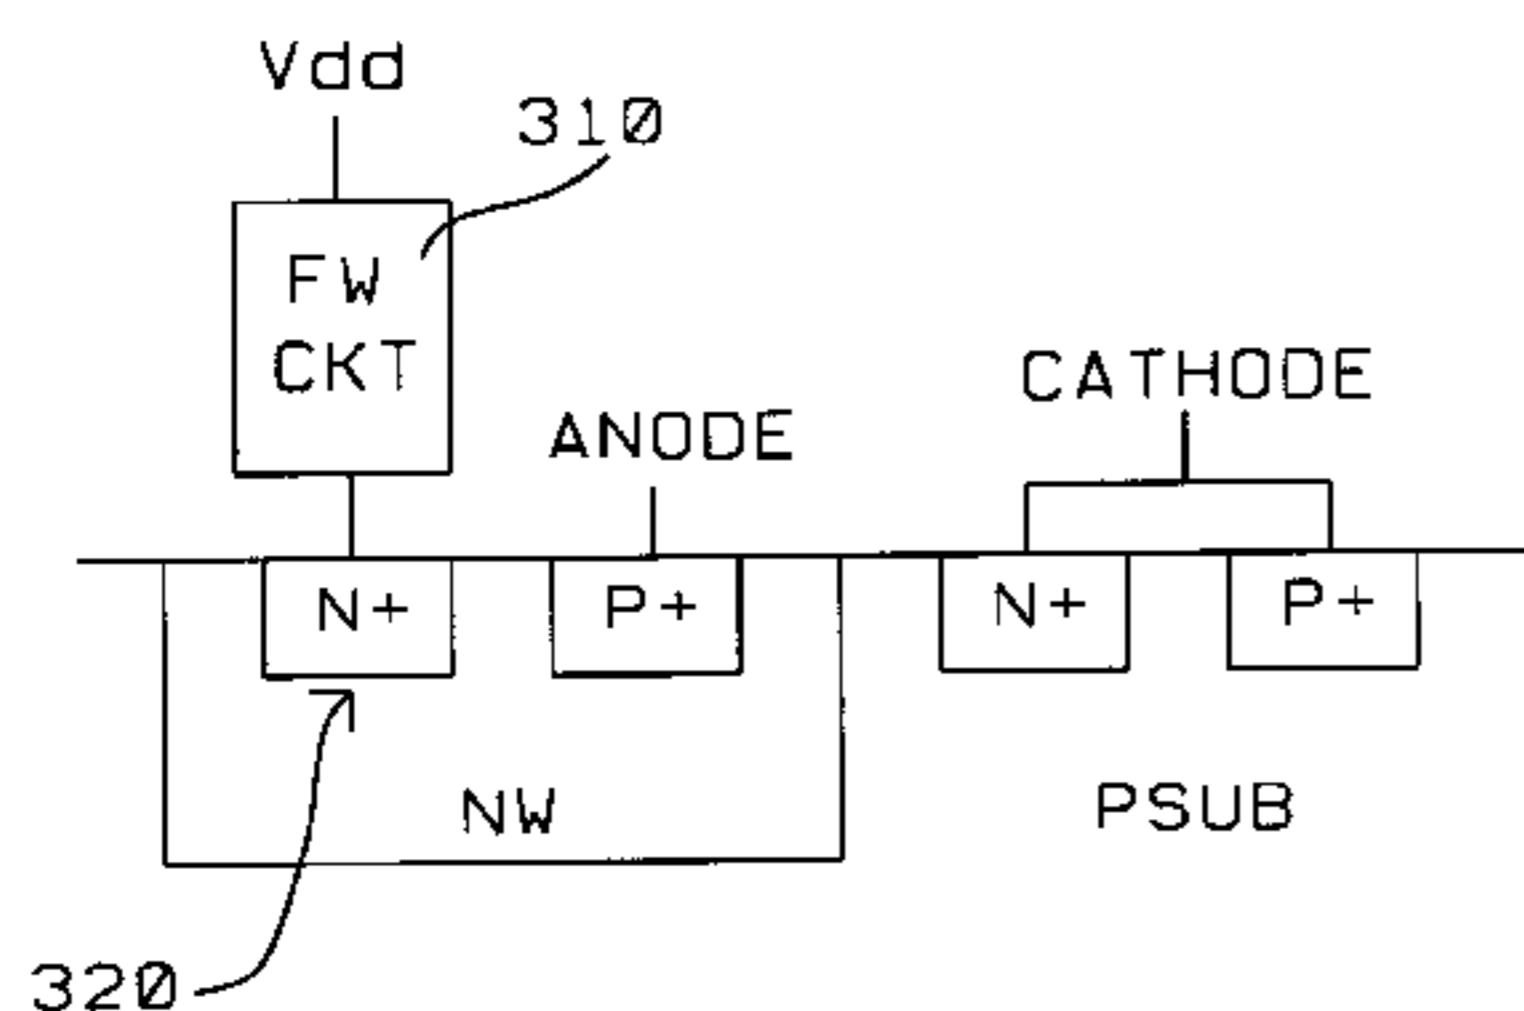 Vdd
310
FW
CKT
CATHODE
ANODE
N+
P+
N+
P+
NW
PSUB
320